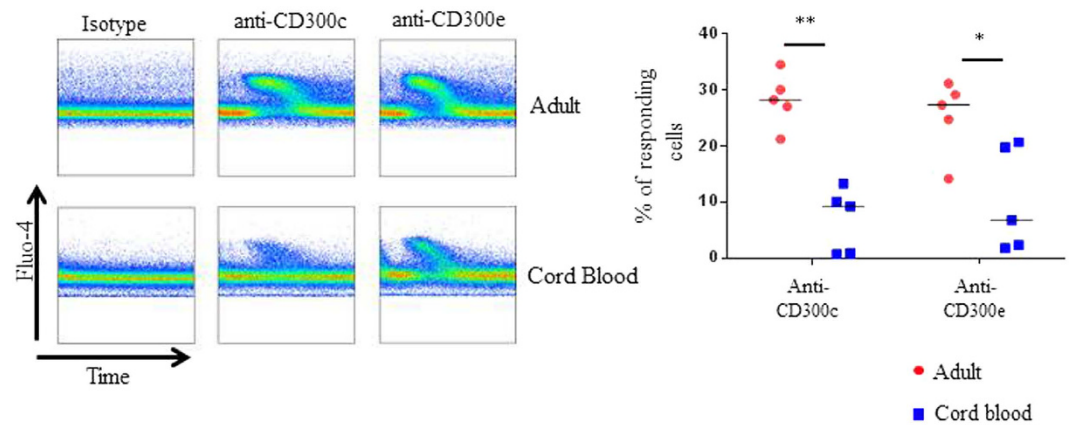 Isotype
anti-CD300c
anti-CD300e
Adult
Cord Blood
Fluo-4
Time
% of responding
cells
40
30
20
10
0
**
*
Anti-
CD300c
Anti-
CD300e
Adult
Cord blood